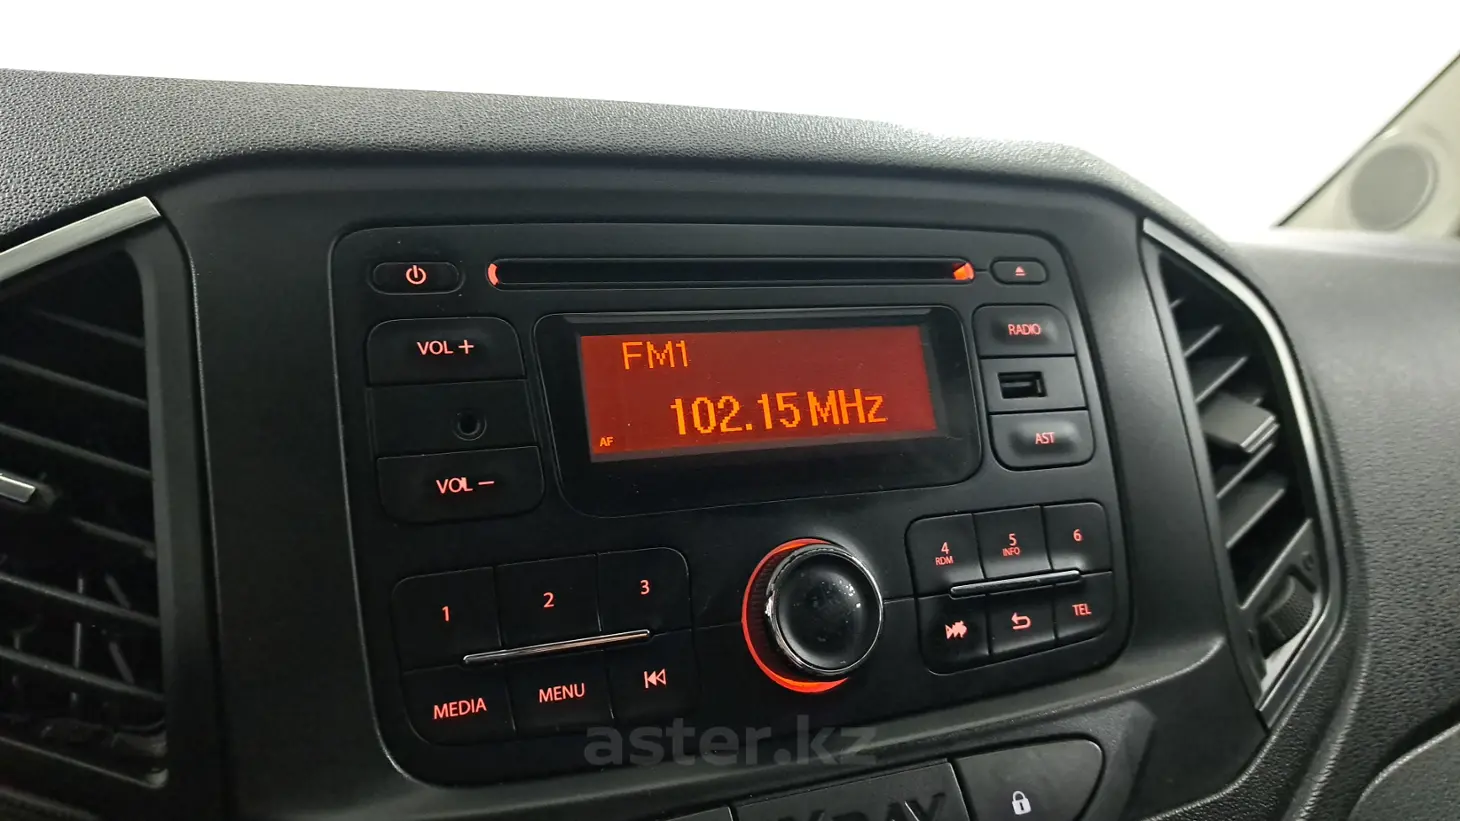 VOL +
VOL −
FM1
102.15 MHz
AF
RADIO
AST
1
2
3
MEDIA
MENU
4
RDM
5
INFO
6
TEL
aster.kz